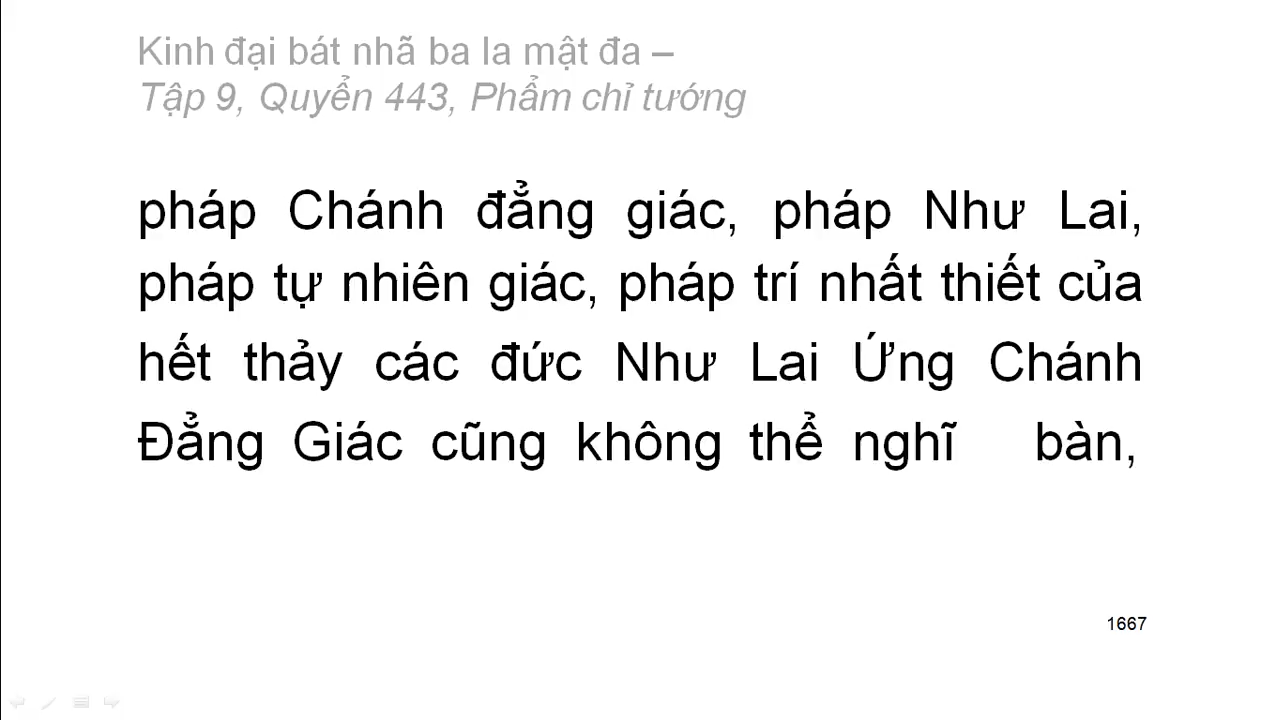 Kinh đại bát nhã ba la mật đa –
Tập 9, Quyển 443, Phẩm chỉ tướng
pháp Chánh đẳng giác, pháp Như Lai,
pháp tự nhiên giác, pháp trí nhất thiết của
hết thảy các đức Như Lai Ứng Chánh
Đẳng Giác cũng không thể nghĩ bàn,
1667